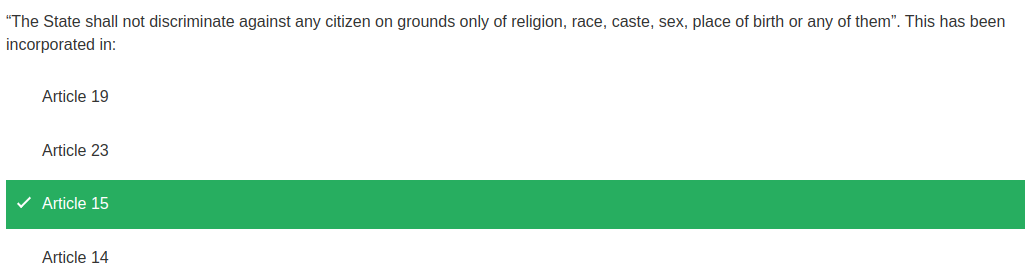 “The State shall not discriminate against any citizen on grounds only of religion, race, caste, sex, place of birth or any of them”. This has been
incorporated in:
Article 19
Article 23
Article 15
Article 14